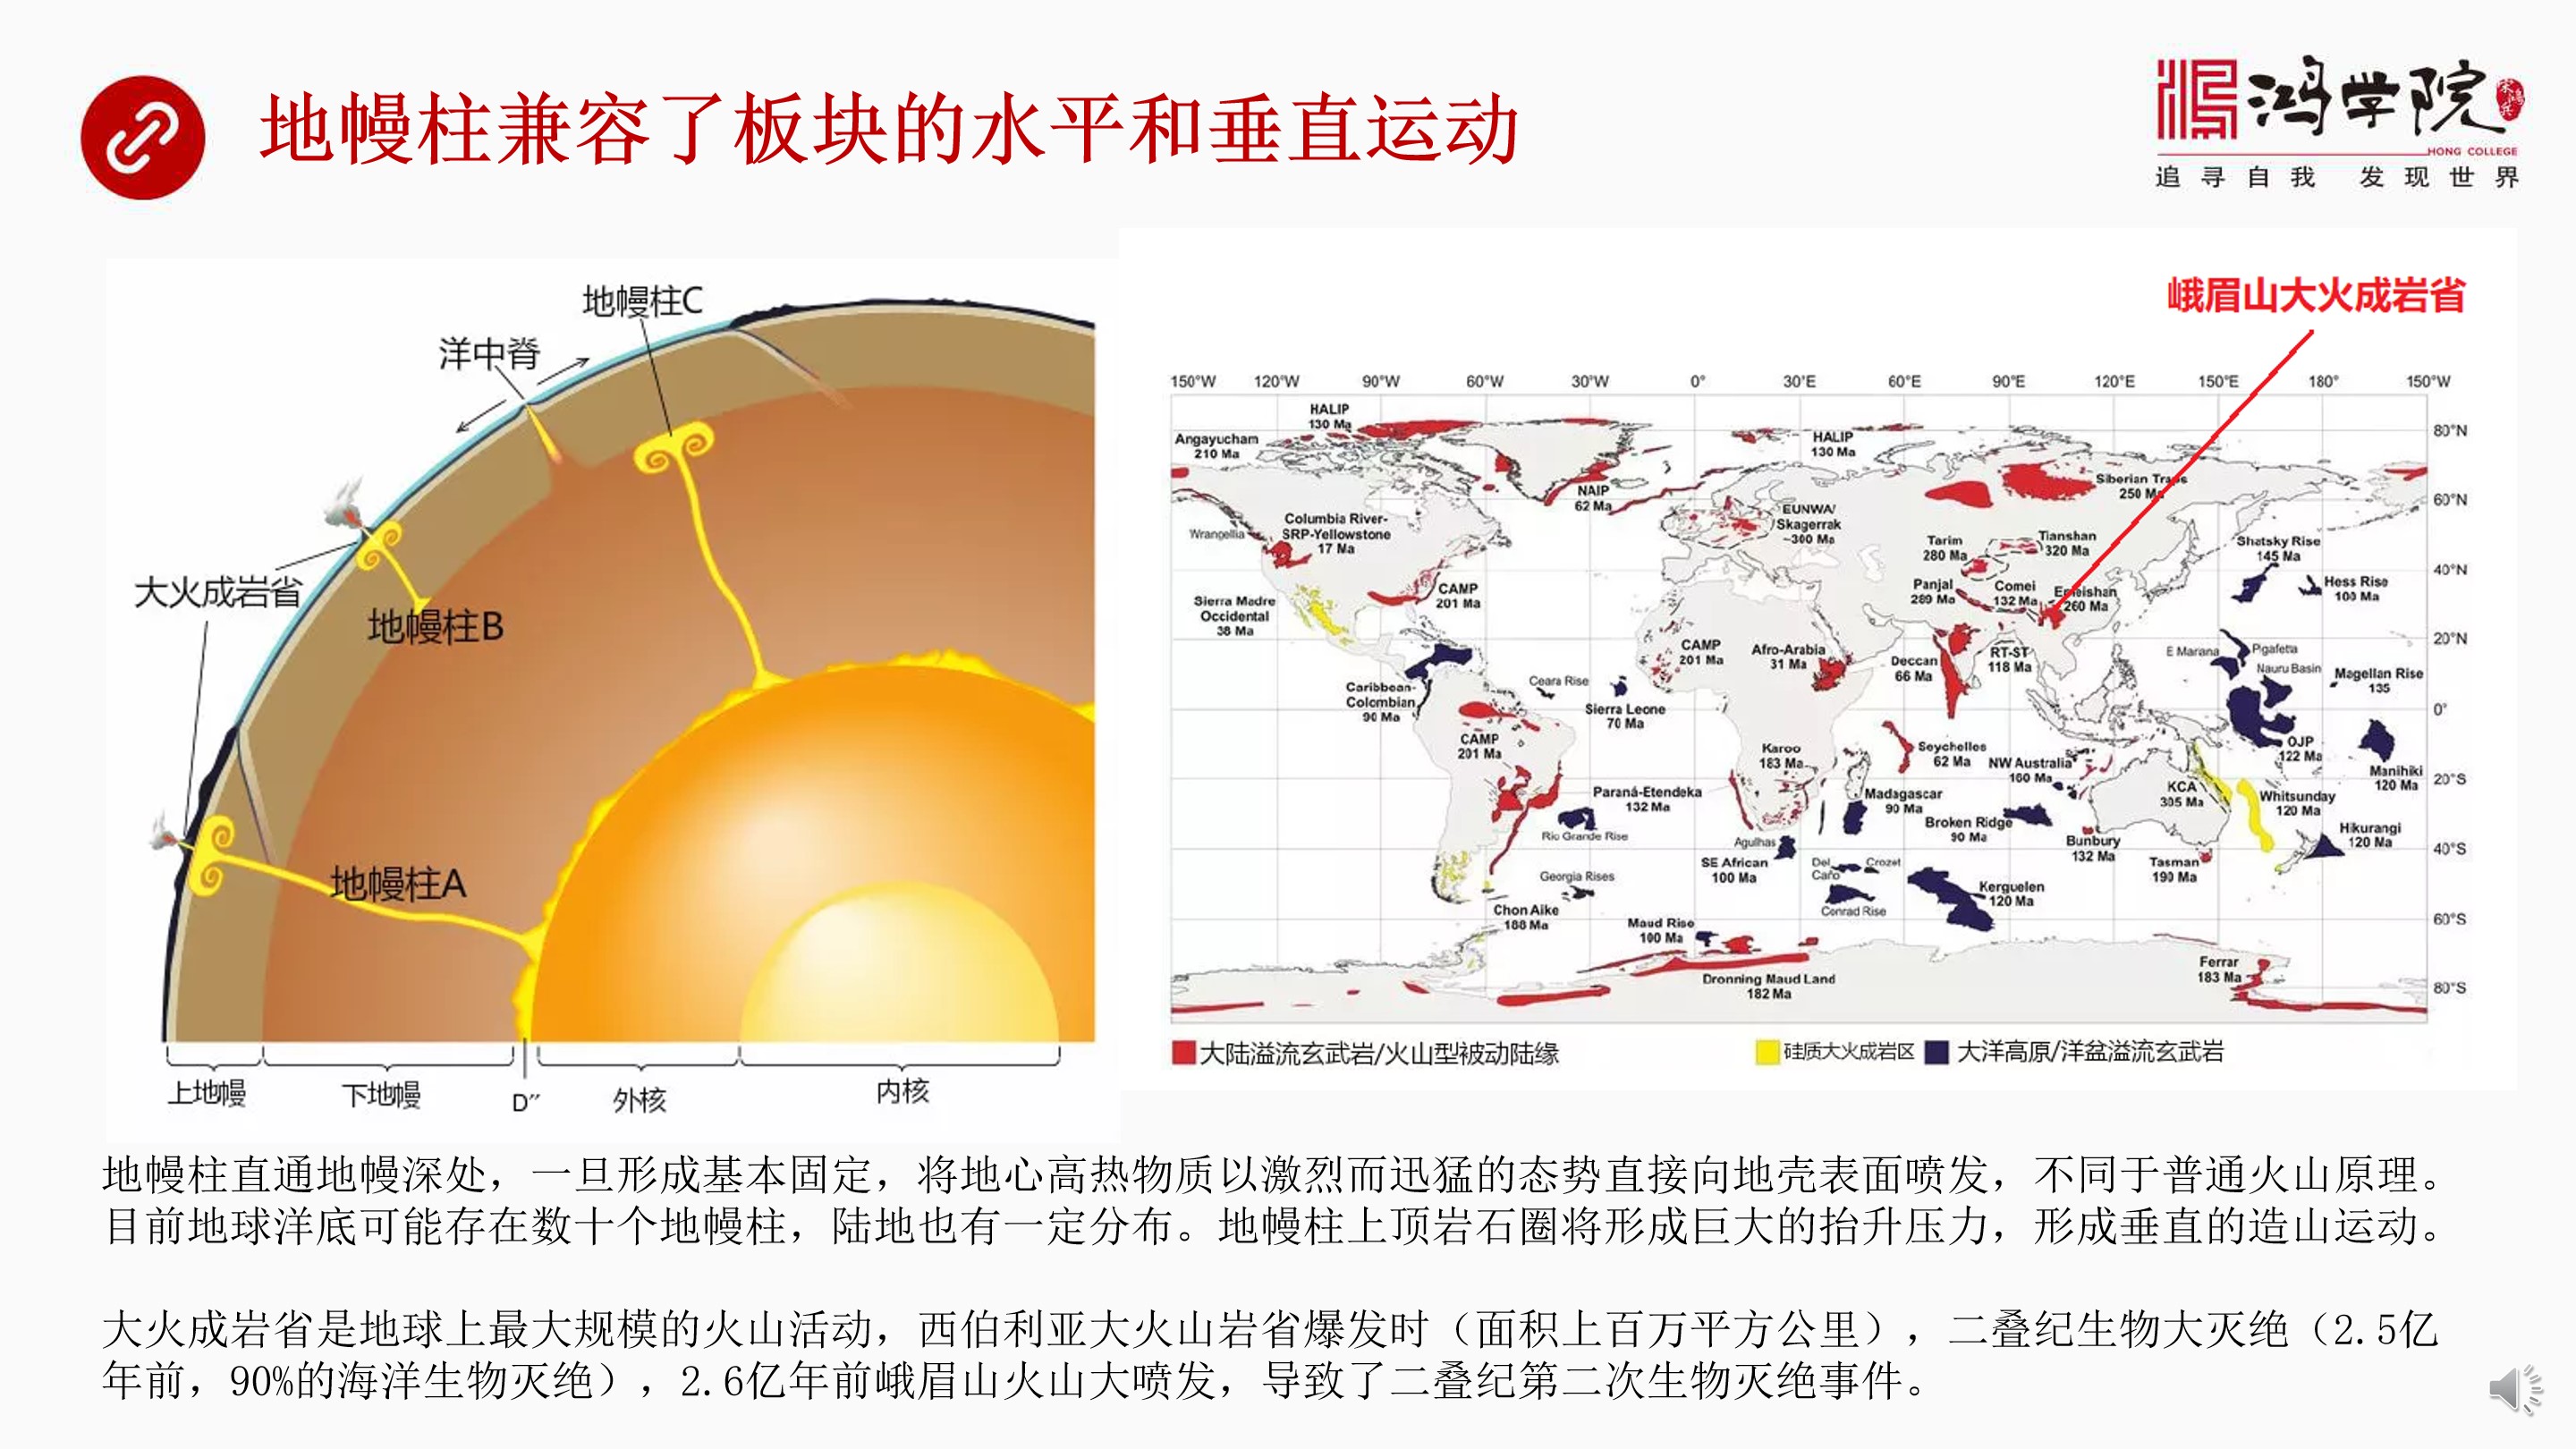 地幔柱兼容了板块的水平和垂直运动
鸿学院
HONG COLLEGE
追寻自我 发现世界
地幔柱C
洋中脊
大火成岩省
地幔柱B
地幔柱A
上地幔
下地幔
D″
外核
内核
峨眉山大火成岩省
150°W 120°W 90°W 60°W 30°W 0° 30°E 60°E 90°E 120°E 150°E 180° 150°W
80°N
60°N
40°N
20°N
0°
20°S
40°S
60°S
80°S
HALIP
130 Ma
Angayucham
210 Ma
HALIP
130 Ma
NAIP
62 Ma
Siberian Traps
250 Ma
Wrangellia
Columbia River-
SRP-Yellowstone
17 Ma
EUNWA/
Skagerrak
~300 Ma
Tarim
280 Ma
Tianshan
320 Ma
Shatsky Rise
145 Ma
Hess Rise
100 Ma
Sierra Madre
Occidental
38 Ma
CAMP
201 Ma
Panjal
289 Ma
Comei
132 Ma
Emeishan
260 Ma
CAMP
201 Ma
Afro-Arabia
31 Ma
Deccan
66 Ma
RT-ST
118 Ma
E Mariana
Pigafetta
Nauru Basin
Magellan Rise
135
Caribbean-
Colombian
90 Ma
Ceara Rise
Sierra Leone
70 Ma
CAMP
201 Ma
Karoo
183 Ma
Seychelles
62 Ma
NW Australia
160 Ma
OJP
122 Ma
Manihiki
120 Ma
KCA
305 Ma
Whitsunday
120 Ma
Paraná-Etendeka
132 Ma
Madagascar
90 Ma
Broken Ridge
90 Ma
Rio Grande Rise
Agulhas
Bunbury
132 Ma
Hikurangi
120 Ma
SE African
100 Ma
Del
Caño
Crozet
Tasman
190 Ma
Georgia Rises
Kerguelen
120 Ma
Conrad Rise
Chon Aike
188 Ma
Maud Rise
100 Ma
Dronning Maud Land
182 Ma
Ferrar
183 Ma
大陆溢流玄武岩/火山型被动陆缘 硅质大火成岩区 大洋高原/洋盆溢流玄武岩
地幔柱直通地幔深处，一旦形成基本固定，将地心高热物质以激烈而迅猛的态势直接向地壳表面喷发，不同于普通火山原理。
目前地球洋底可能存在数十个地幔柱，陆地也有一定分布。地幔柱上顶岩石圈将形成巨大的抬升压力，形成垂直的造山运动。
大火成岩省是地球上最大规模的火山活动，西伯利亚大火山岩省爆发时（面积上百万平方公里），二叠纪生物大灭绝（2.5亿
年前，90%的海洋生物灭绝），2.6亿年前峨眉山火山大喷发，导致了二叠纪第二次生物灭绝事件。